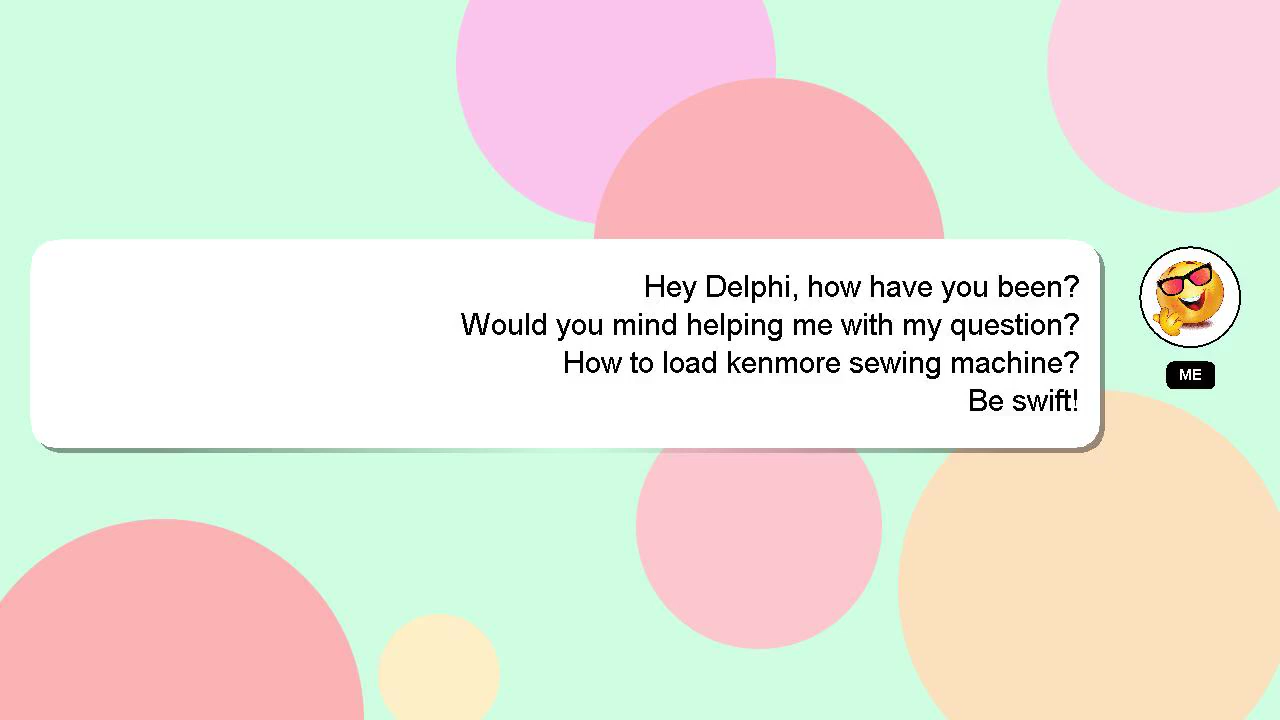 Hey Delphi, how have you been?
Would you mind helping me with my question?
How to load kenmore sewing machine?
Be swift!
ME